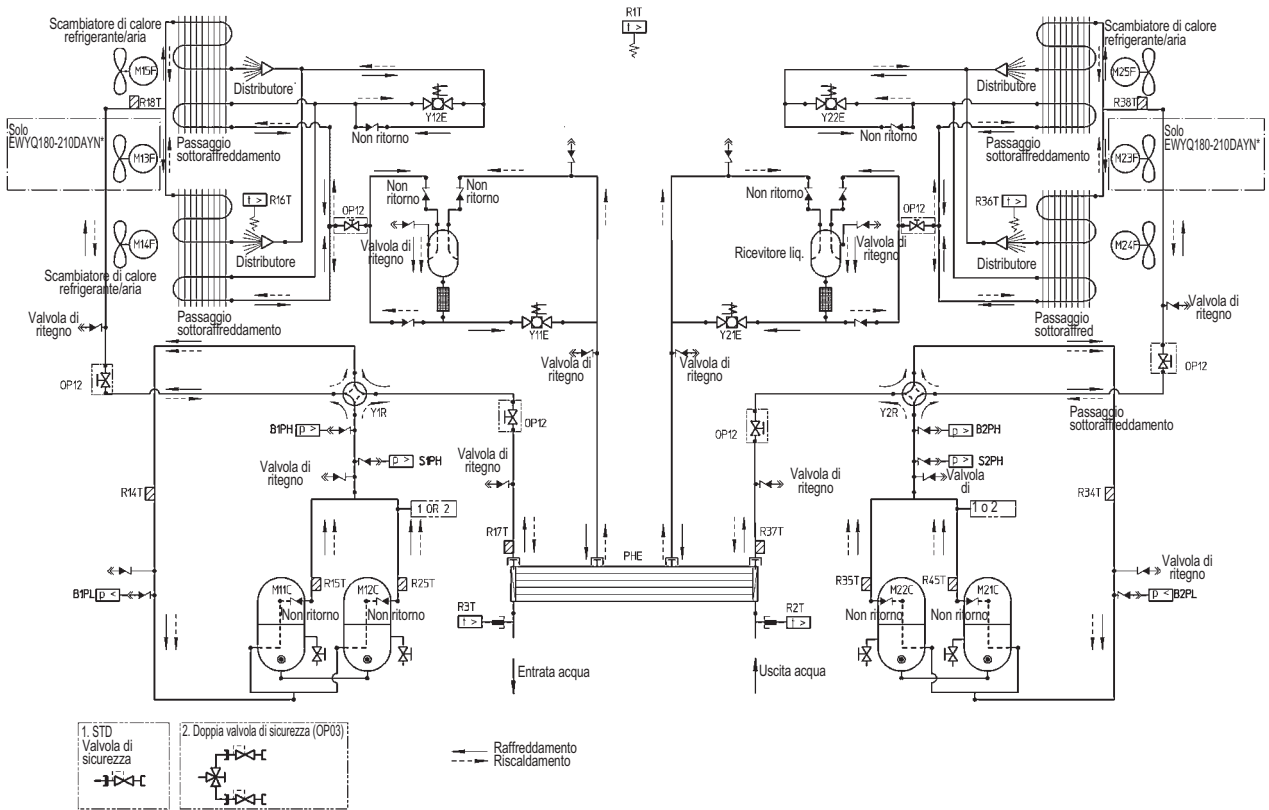 R1T
t >
Scambiatore di calore
refrigerante/aria
M15F
R18T
Distributore
Y12E
Non ritorno
Solo
EWYQ180-210DAYN*
M13F
Passaggio
sottoraffreddamento
t >
R16T
OP12
Non
ritorno
Non
ritorno
Valvola di
ritegno
M14F
Distributore
Scambiatore di calore
refrigerante/aria
Passaggio
sottoraffreddamento
Valvola di
ritegno
Y11E
Valvola di
ritegno
OP12
Y1R
OP12
B1PH
p >
p >
S1PH
Valvola di
ritegno
Valvola di
ritegno
R14T
1 OR 2
R17T
B1PL
p <
M11C
R15T
M12C
R25T
Non ritorno
Non ritorno
PHE
R3T
t >
Entrata acqua
R2T
t >
Uscita acqua
Scambiatore di calore
refrigerante/aria
M25F
R38T
Distributore
Y22E
Non ritorno
Solo
EWYQ180-210DAYN*
M23F
Passaggio
sottoraffreddamento
R36T
t >
OP12
Non ritorno
Valvola di
ritegno
Ricevitore liq.
M24F
Distributore
Passaggio
sottoraffred
Valvola di
ritegno
Y21E
Valvola di
ritegno
OP12
Y2R
OP12
Passaggio
sottoraffreddamento
p >
B2PH
p >
S2PH
Valvola
di
Valvola di
ritegno
R34T
1 o 2
R37T
Valvola di
ritegno
p <
B2PL
R35T
M22C
R45T
M21C
Non ritorno
Non ritorno
1. STD
Valvola di
sicurezza
2. Doppia valvola di sicurezza (OP03)
Raffreddamento
Riscaldamento